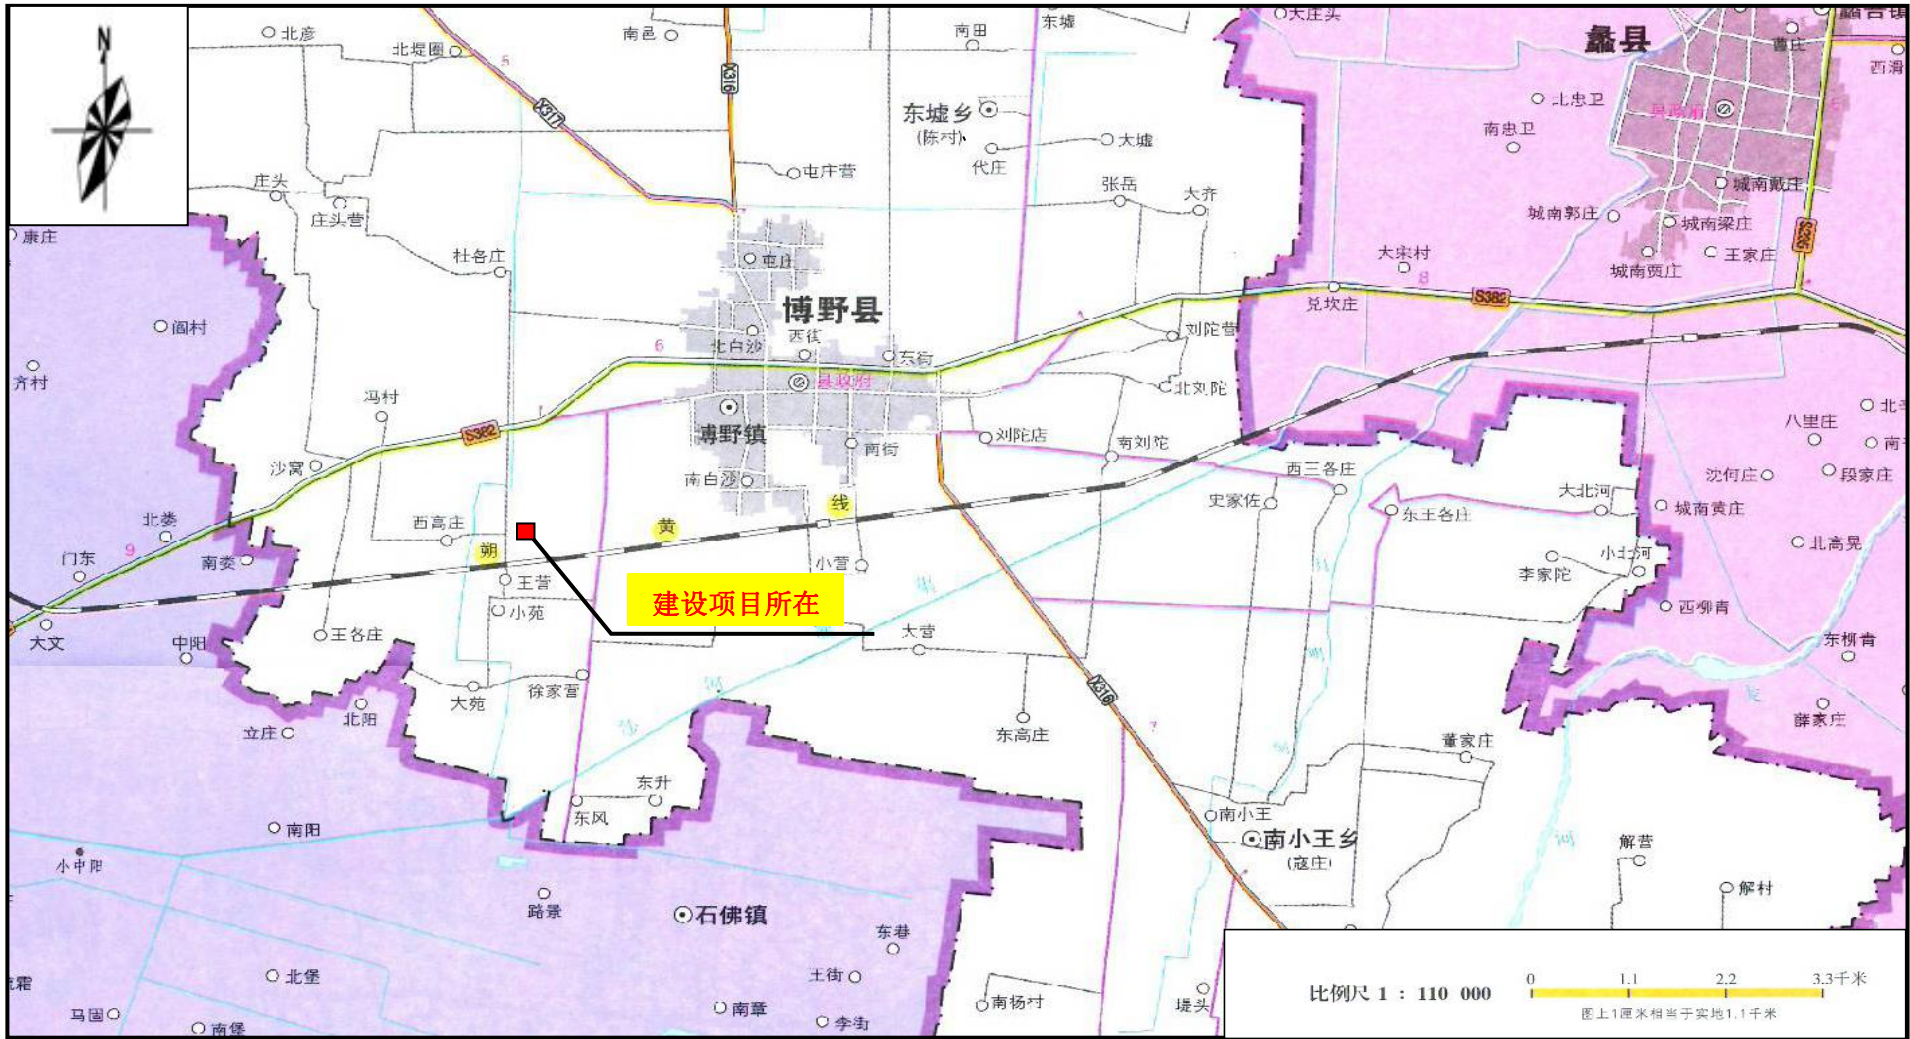 N
北彦
北堤圈
5
南邑
X316
南田
东墟
大庄头
蠡县
曹庄
西滑
X317
东墟乡
(陈村)
大墟
代庄
北忠卫
南忠卫
县政府
屯庄营
庄头
庄头营
张岳
大齐
城南戴庄
城南郭庄
城南梁庄
康庄
杜各庄
屯庄
大宋村
城南贾庄
王家庄
8
S382
兑坎庄
博野县
阎村
北白沙
西街
东街
刘陀营
6
齐村
县政府
北刘陀
冯村
博野镇
S382
沙窝
南街
刘陀店
南刘陀
八里庄
段家庄
沈何庄
南白沙
西三各庄
史家佐
大北河
城南黄庄
东王各庄
北娄
西高庄
线
黄
朔
门东
9
南娄
北高晃
小北河
李家陀
王营
小营
小苑
建设项目所在
西柳青
大文
中阳
王各庄
大营
东柳青
大苑
徐家营
河
X316
北阳
立庄
薛家庄
东高庄
7
董家庄
东升
东风
南阳
南小王
南小王乡
(寇庄)
解营
小中阳
解村
路景
石佛镇
东巷
北堡
王街
南杨村
堤头
马固
南堡
南章
李街
比例尺 1 : 110 000
0 1.1 2.2 3.3千米
图上1厘米相当于实地1.1千米